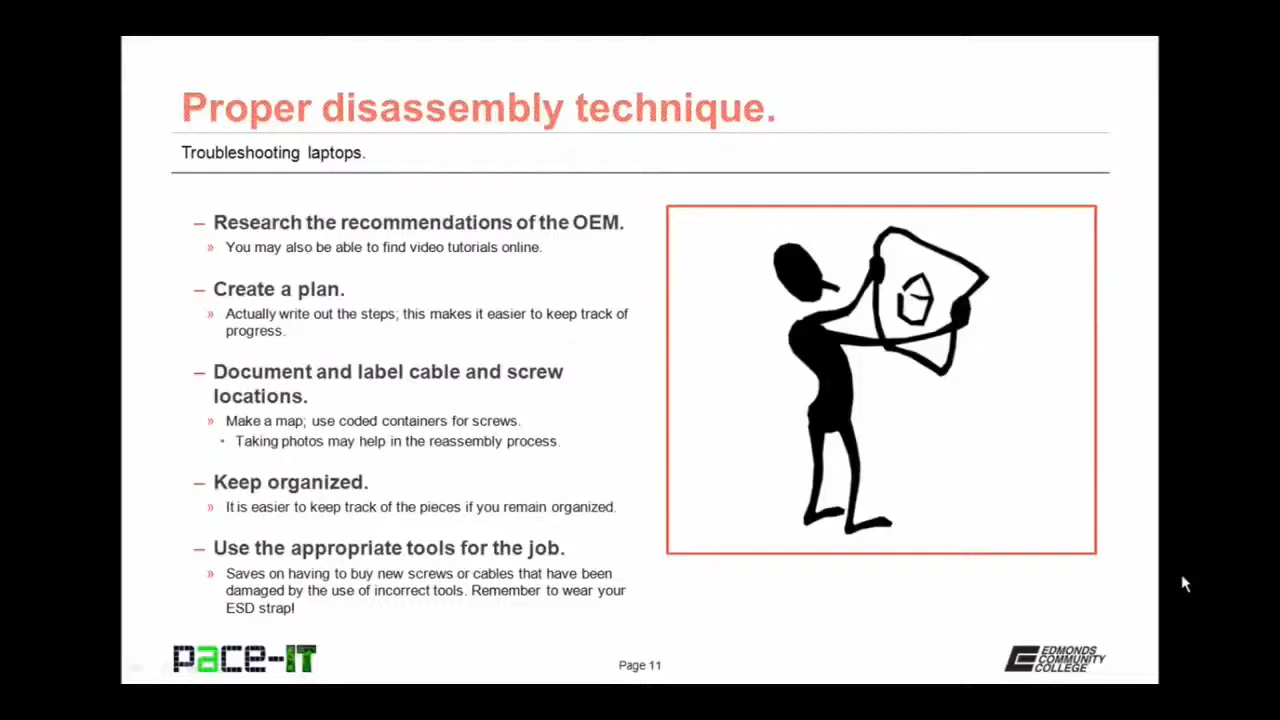 Proper disassembly technique.
Troubleshooting laptops.
– Research the recommendations of the OEM.
» You may also be able to find video tutorials online.
– Create a plan.
» Actually write out the steps; this makes it easier to keep track of
progress.
– Document and label cable and screw
locations.
» Make a map; use coded containers for screws.
• Taking photos may help in the reassembly process.
– Keep organized.
» It is easier to keep track of the pieces if you remain organized.
– Use the appropriate tools for the job.
» Saves on having to buy new screws or cables that have been
damaged by the use of incorrect tools. Remember to wear your
ESD strap!
pace-IT
Page 11
EDMONDS
COMMUNITY
COLLEGE